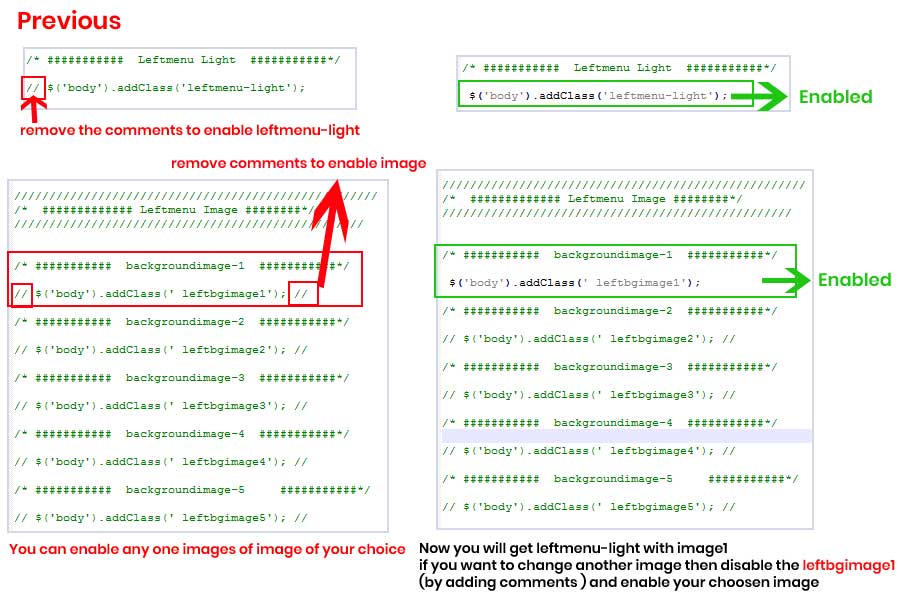 Previous
/* ########### Leftmenu Light ###########*/
// $('body').addClass('leftmenu-light');
remove the comments to enable leftmenu-light
/* ########### Leftmenu Light ###########*/
$('body').addClass('leftmenu-light');
Enabled
remove comments to enable image
////////////////////////////////////////////////////
/* ############# Leftmenu Image ########*/
//////////////////////////////////////////////////
/* ########### backgroundimage-1 ###########*/
// $('body').addClass(' leftbgimage1'); //
/* ########### backgroundimage-2 ###########*/
// $('body').addClass(' leftbgimage2'); //
/* ########### backgroundimage-3 ###########*/
// $('body').addClass(' leftbgimage3'); //
/* ########### backgroundimage-4 ###########*/
// $('body').addClass(' leftbgimage4'); //
/* ########### backgroundimage-5 ###########*/
// $('body').addClass(' leftbgimage5'); //
You can enable any one images of image of your choice
////////////////////////////////////////////////////
/* ############# Leftmenu Image ########*/
//////////////////////////////////////////////////
/* ########### backgroundimage-1 ###########*/
$('body').addClass(' leftbgimage1');
Enabled
/* ########### backgroundimage-2 ###########*/
// $('body').addClass(' leftbgimage2'); //
/* ########### backgroundimage-3 ###########*/
// $('body').addClass(' leftbgimage3'); //
/* ########### backgroundimage-4 ###########*/
// $('body').addClass(' leftbgimage4'); //
/* ########### backgroundimage-5 ###########*/
// $('body').addClass(' leftbgimage5'); //
Now you will get leftmenu-light with image1
if you want to change another image then disable the leftbgimage1
(by adding comments ) and enable your choosen image